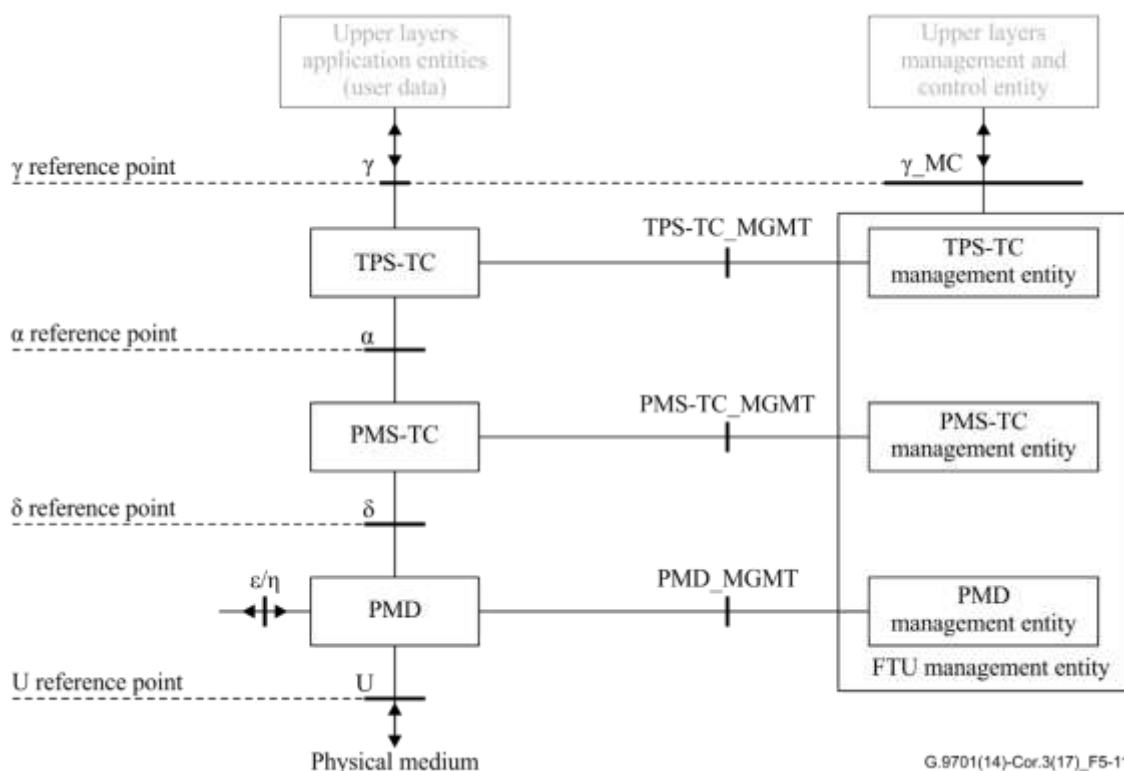 Upper layers
application entities
(user data)
Upper layers
management and
control entity
γ reference point
γ
γ_MC
TPS-TC_MGMT
TPS-TC
TPS-TC
management entity
α reference point
α
PMS-TC_MGMT
PMS-TC
PMS-TC
management entity
δ reference point
δ
ε/η
PMD_MGMT
PMD
PMD
management entity
FTU management entity
U reference point
U
Physical medium